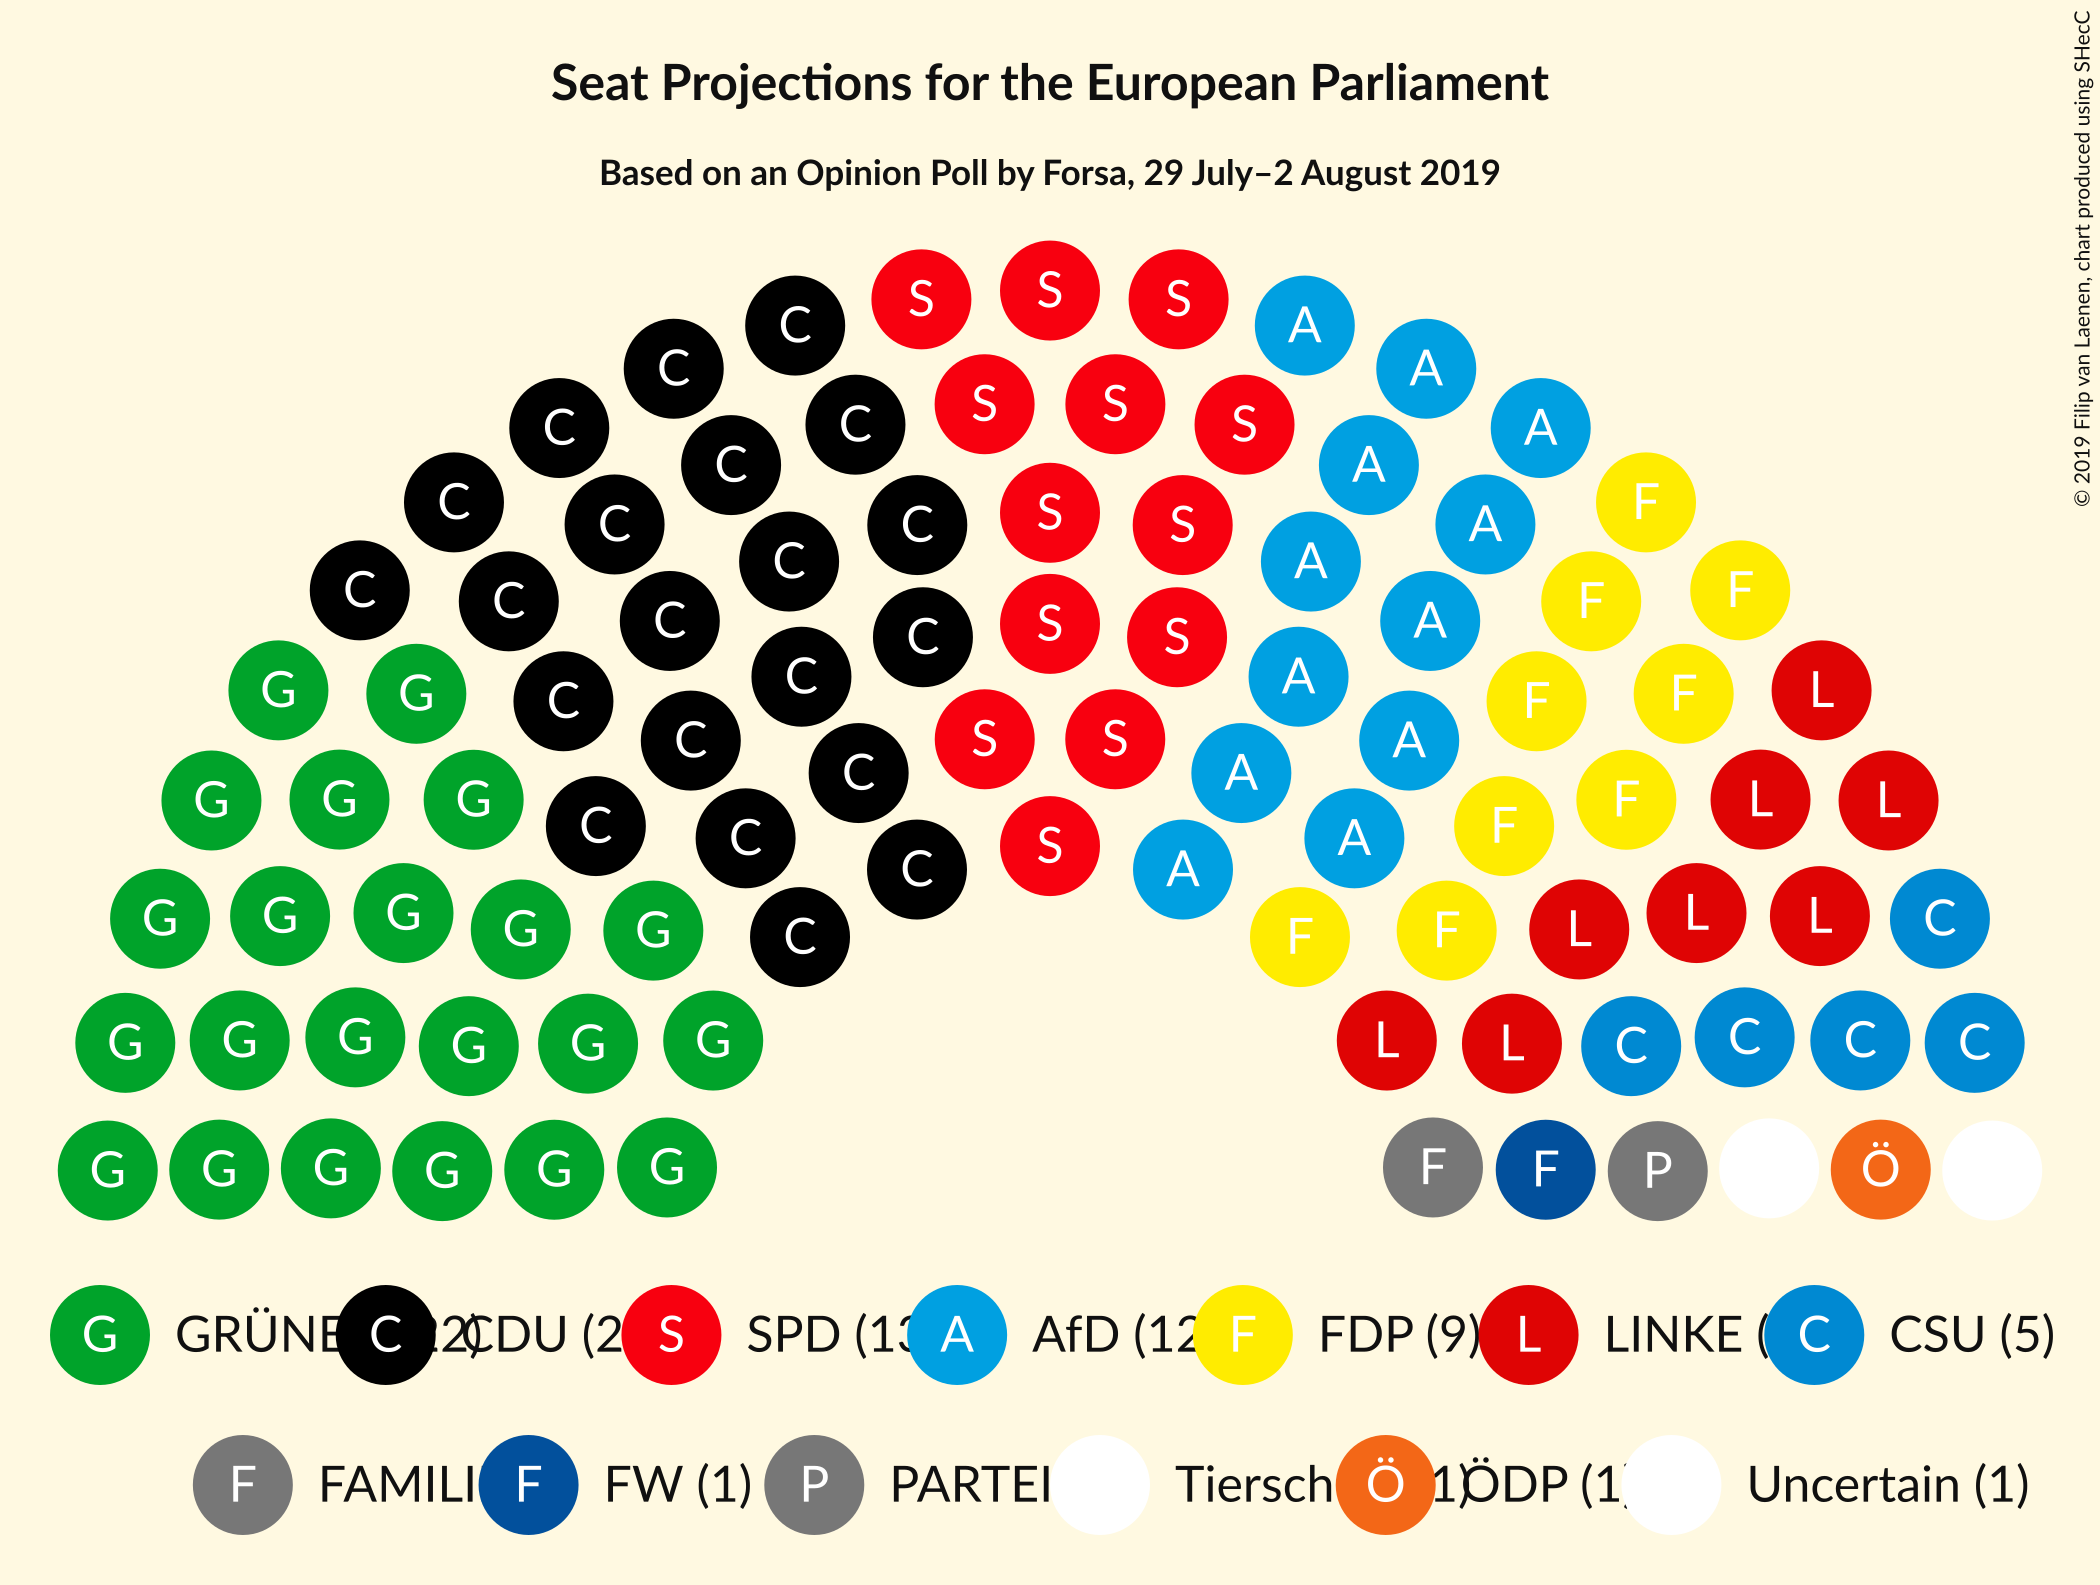 Seat Projections for the European Parliament
Based on an Opinion Poll by Forsa, 29 July–2 August 2019
© 2019 Filip van Laenen, chart produced using SHecC
S S S
C A
C A
S S
C S
C A
C A
C S F
C C S A
C A
C F
C F
C S A
C S
C A
G G F L
C F
C S S A
C A
G G G F L L
C S A F
C A
G G G G G C F F L L L C
G G G G G G L L C C C C
G G G G G G F F P Ö
G GRÜNE C CDU (2 S SPD (13 A AfD (12 F FDP (9) L LINKE ( C CSU (5)
F FAMILI F FW (1) P PARTEI Tiersch Ö ÖDP (1) Uncertain (1)